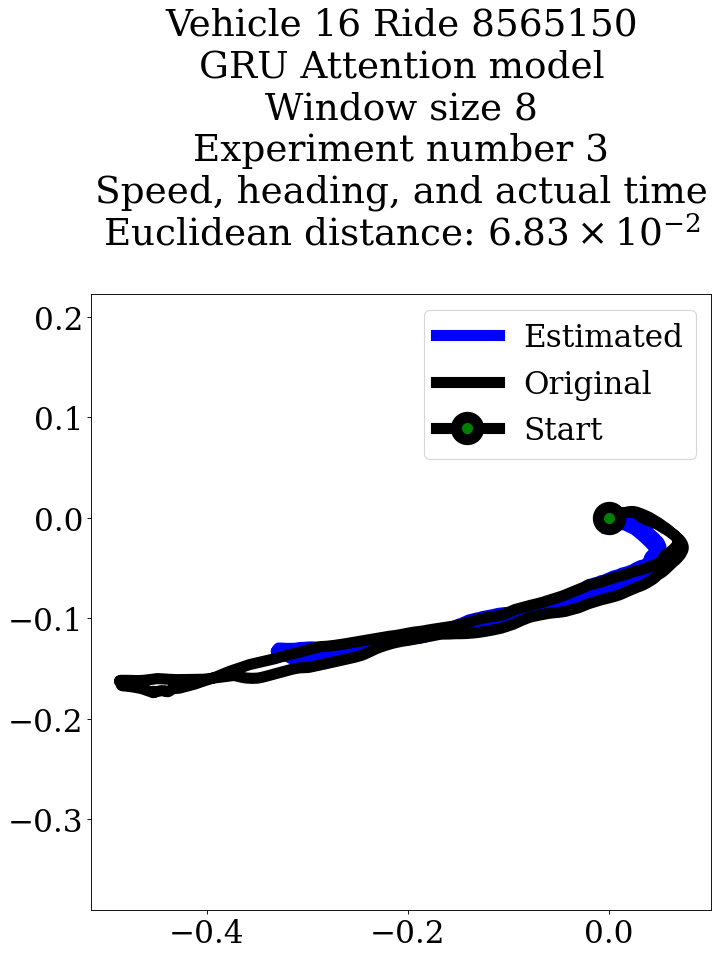 Vehicle 16 Ride 8565150
GRU Attention model
Window size 8
Experiment number 3
Speed, heading, and actual time
Euclidean distance: 6.83 × 10⁻²
Estimated
Original
Start
0.2
0.1
0.0
−0.1
−0.2
−0.3
−0.4
−0.2
0.0